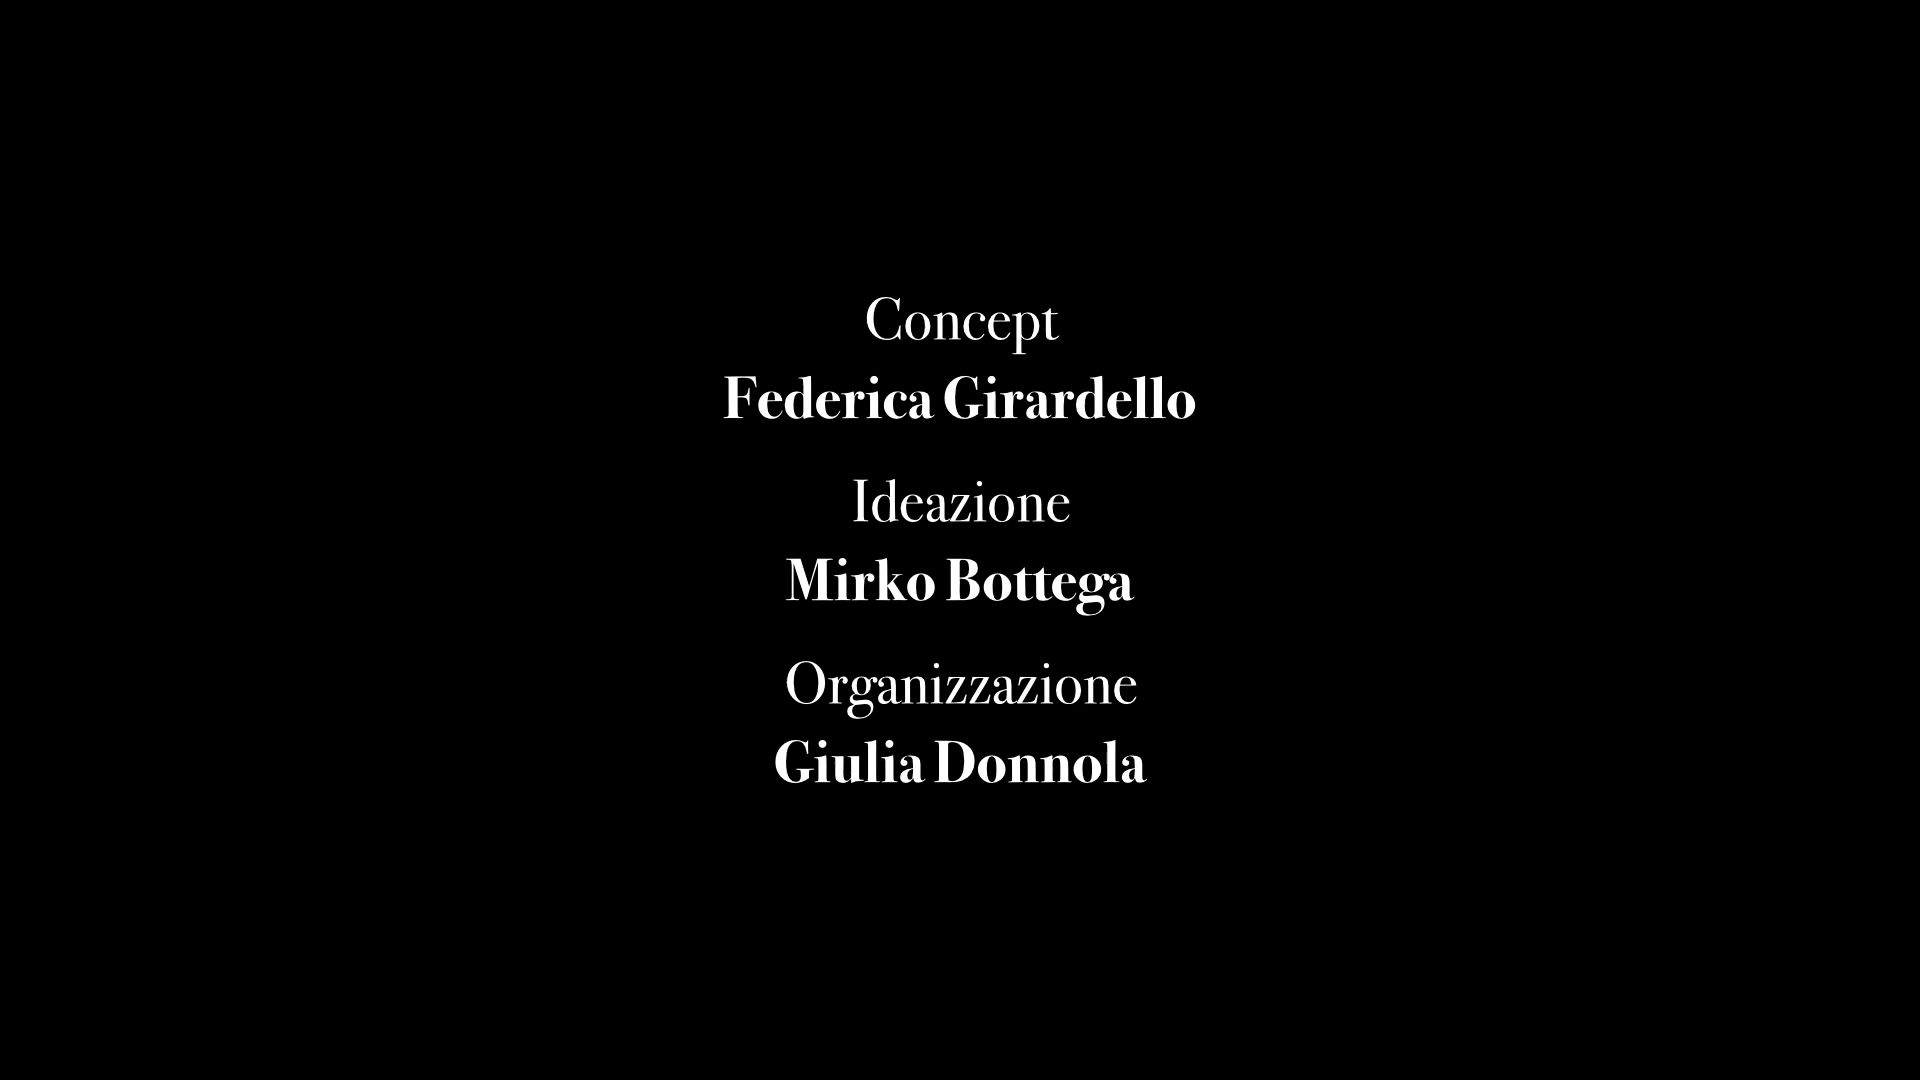 Concept
Federica Girardello
Ideazione
Mirko Bottega
Organizzazione
Giulia Donnola